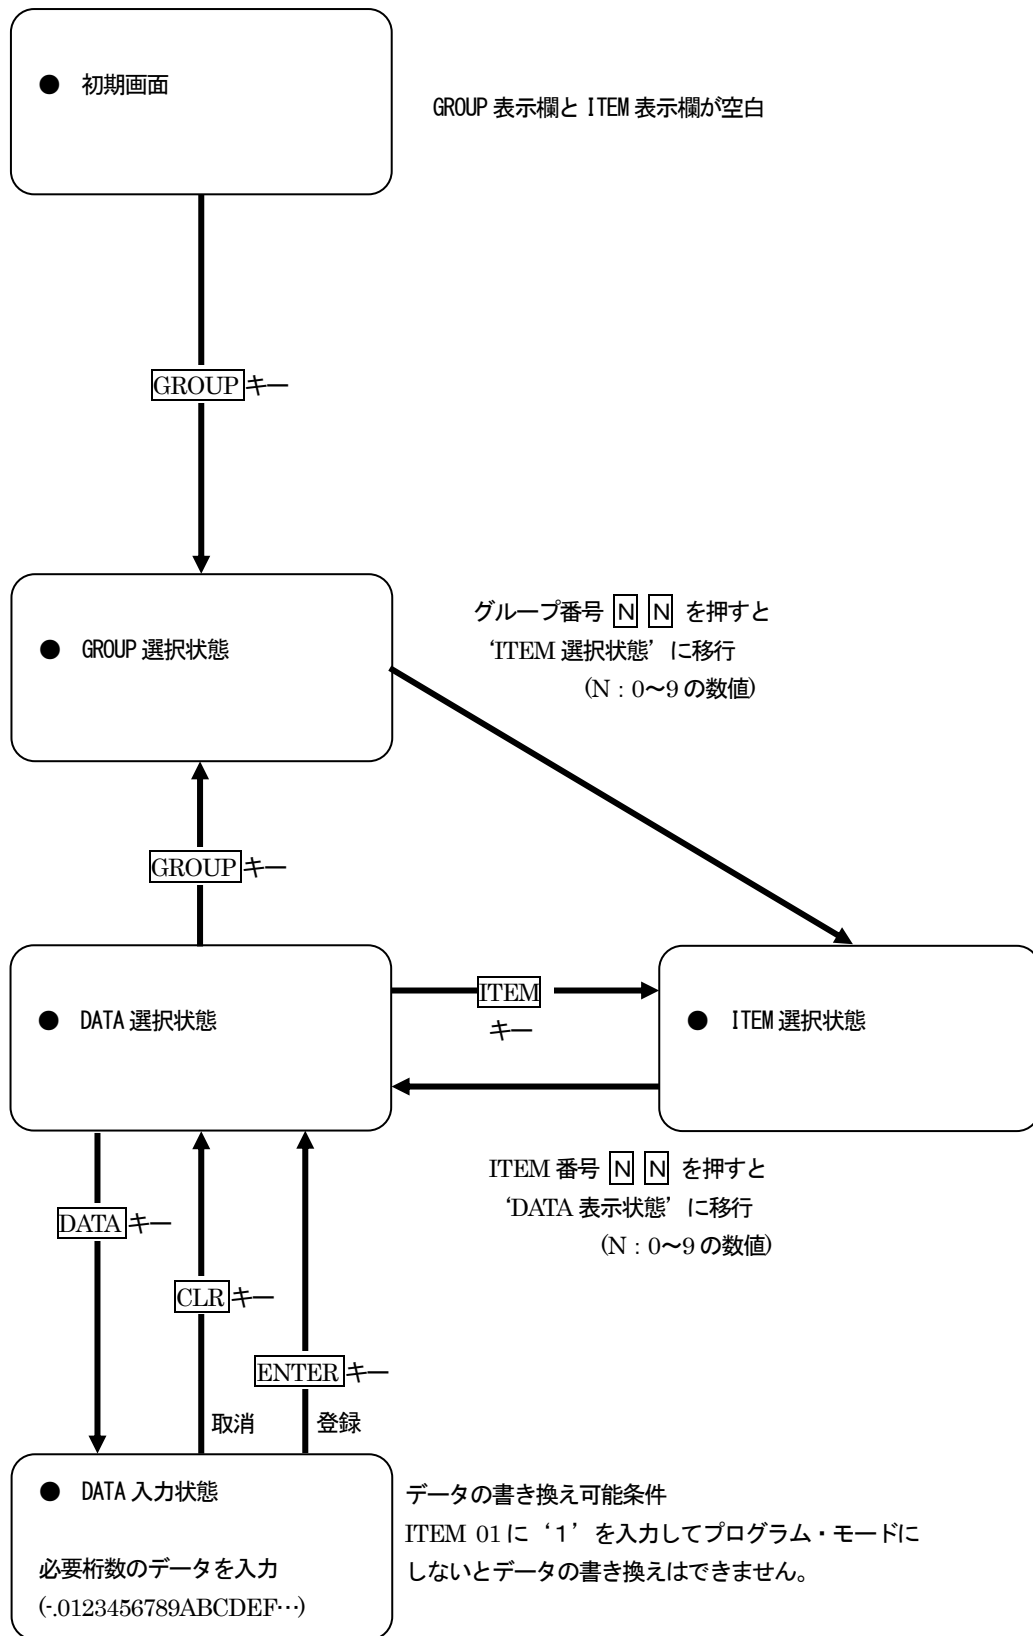 ● 初期画面
GROUP 表示欄と ITEM 表示欄が空白
GROUP キー
● GROUP 選択状態
グループ番号 N N を押すと
‘ITEM 選択状態’に移行
(N：0～9 の数値)
GROUP キー
● DATA 選択状態
ITEM
キー
● ITEM 選択状態
ITEM 番号 N N を押すと
‘DATA 表示状態’に移行
(N：0～9 の数値)
DATA キー
CLR キー
ENTER キー
取消
登録
● DATA 入力状態
必要桁数のデータを入力
(-.0123456789ABCDEF…)
データの書き換え可能条件
ITEM 01 に‘１’を入力してプログラム・モードに
しないとデータの書き換えはできません。